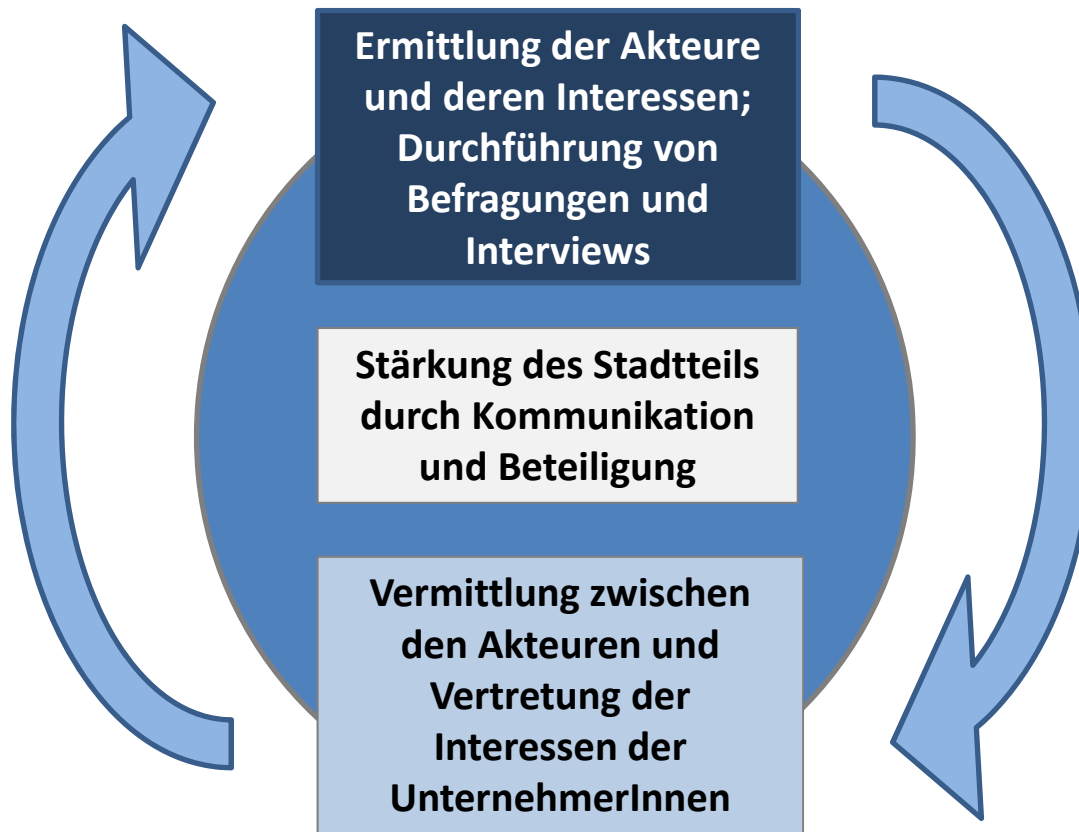 Ermittlung der Akteure
und deren Interessen;
Durchführung von
Befragungen und
Interviews
Stärkung des Stadtteils
durch Kommunikation
und Beteiligung
Vermittlung zwischen
den Akteuren und
Vertretung der
Interessen der
UnternehmerInnen